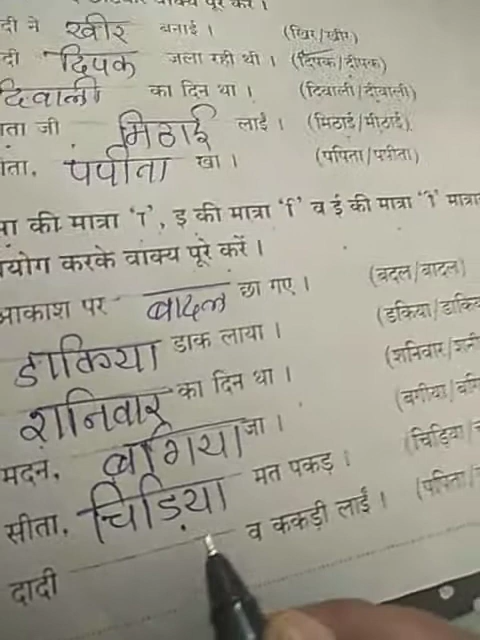 दी ने खीर बनाई । (खिर/खीर)
दी दिपक जला रही थी । (दिपक/दीपक)
दिवाली का दिन था । (दिवाली/दीवाली)
ता जी मिठाई लाई । (मिठाई/मीठाई)
ता, पपीता खा । (पपिता/पपीता)
की मात्रा 'ा', इ की मात्रा 'ि' व ई की मात्रा 'ी' मात्रा
योग करके वाक्य पूरे करें ।
आकाश पर बादल छा गए । (बदल/बादल)
डाकिया डाक लाया । (डकिया/डाकि
शनिवार का दिन था । (शनिवार/शनी
मदन, बगिया जा । (बगीया/बगि
सीता, चिड़िया मत पकड़ । (चिड़िया/
दादी व ककड़ी लाईं । (पपिता/